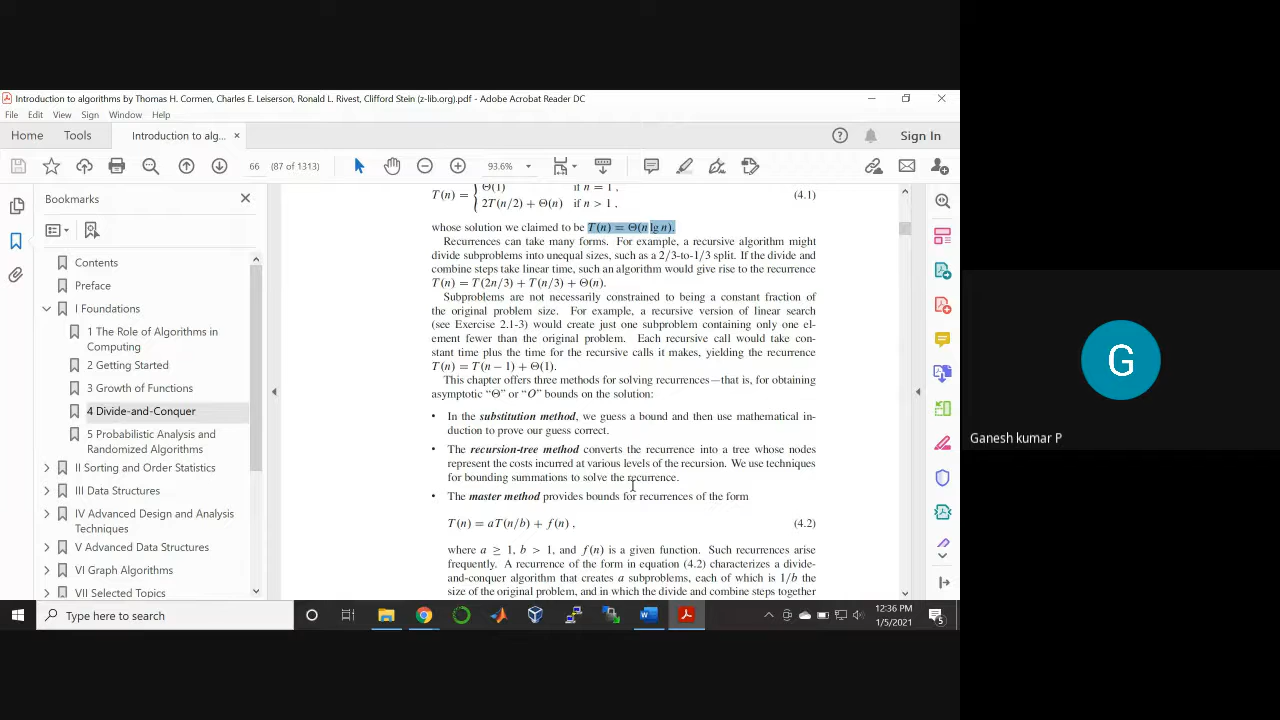 Introduction to algorithms by Thomas H. Cormen, Charles E. Leiserson, Ronald L. Rivest, Clifford Stein (z-lib.org).pdf - Adobe Acrobat Reader DC
File Edit View Sign Window Help
Home Tools Introduction to alg... × Sign In
66 (87 of 1313) 93.6%
Bookmarks
Contents
Preface
I Foundations
1 The Role of Algorithms in
Computing
2 Getting Started
3 Growth of Functions
4 Divide-and-Conquer
5 Probabilistic Analysis and
Randomized Algorithms
II Sorting and Order Statistics
III Data Structures
IV Advanced Design and Analysis
Techniques
V Advanced Data Structures
VI Graph Algorithms
VII Selected Topics
Θ(1) if n = 1 ,
T(n) = { (4.1)
2T(n/2) + Θ(n) if n > 1 ,
whose solution we claimed to be T(n) = Θ(n lg n).
Recurrences can take many forms. For example, a recursive algorithm might
divide subproblems into unequal sizes, such as a 2/3-to-1/3 split. If the divide and
combine steps take linear time, such an algorithm would give rise to the recurrence
T(n) = T(2n/3) + T(n/3) + Θ(n).
Subproblems are not necessarily constrained to being a constant fraction of
the original problem size. For example, a recursive version of linear search
(see Exercise 2.1-3) would create just one subproblem containing only one el-
ement fewer than the original problem. Each recursive call would take con-
stant time plus the time for the recursive calls it makes, yielding the recurrence
T(n) = T(n − 1) + Θ(1).
This chapter offers three methods for solving recurrences—that is, for obtaining
asymptotic “Θ” or “O” bounds on the solution:
• In the substitution method, we guess a bound and then use mathematical in-
duction to prove our guess correct.
• The recursion-tree method converts the recurrence into a tree whose nodes
represent the costs incurred at various levels of the recursion. We use techniques
for bounding summations to solve the recurrence.
• The master method provides bounds for recurrences of the form
T(n) = aT(n/b) + f(n) , (4.2)
where a ≥ 1, b > 1, and f(n) is a given function. Such recurrences arise
frequently. A recurrence of the form in equation (4.2) characterizes a divide-
and-conquer algorithm that creates a subproblems, each of which is 1/b the
size of the original problem, and in which the divide and combine steps together
Type here to search
12:36 PM
1/5/2021
5
G
Ganesh kumar P